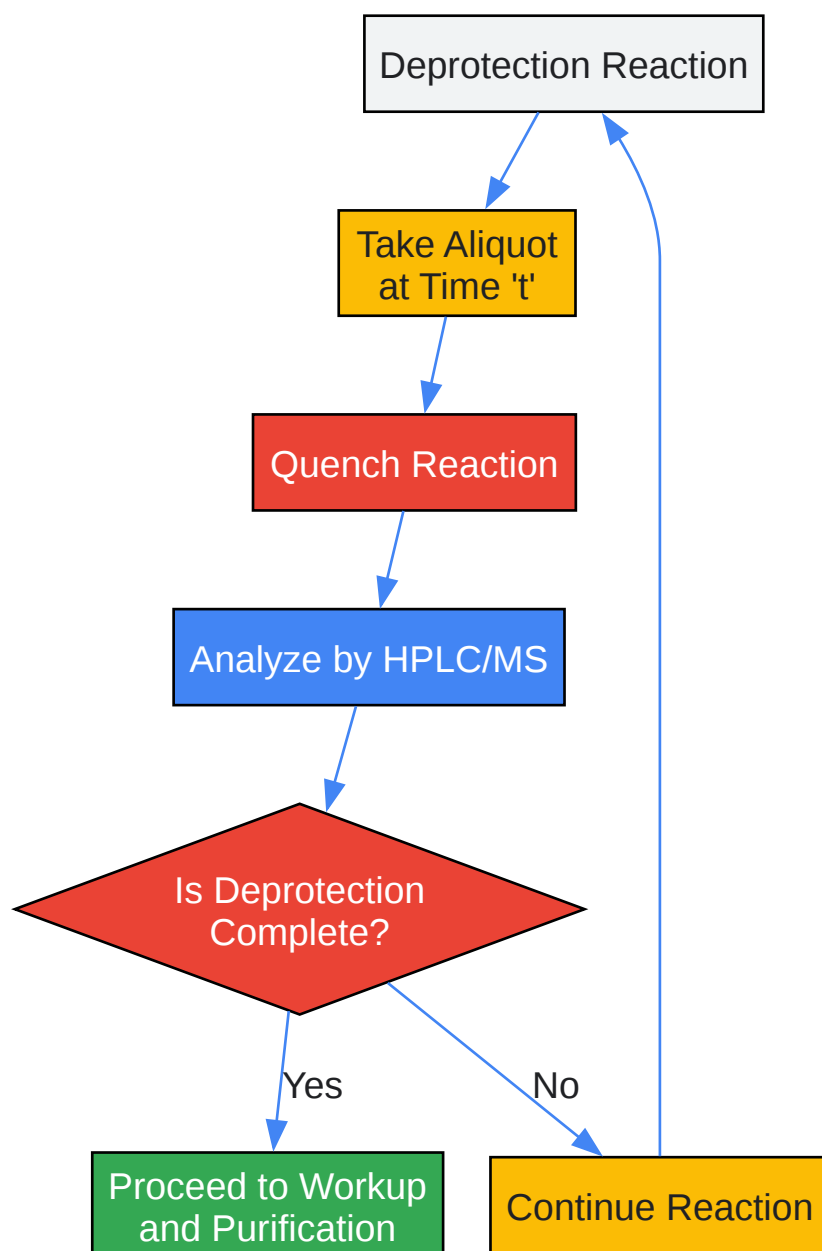 Deprotection Reaction
Take Aliquot
at Time 't'
Quench Reaction
Analyze by HPLC/MS
Is Deprotection
Complete?
Yes
No
Proceed to Workup
and Purification
Continue Reaction